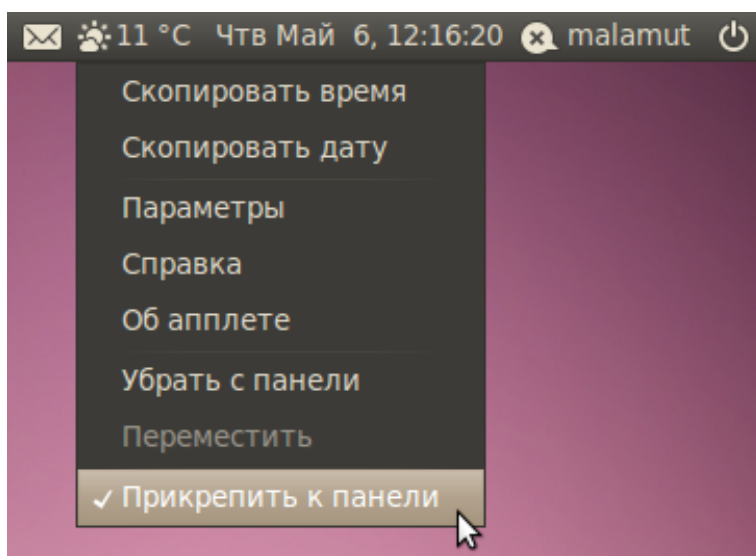 11 °C Чтв Май 6, 12:16:20 malamut
Скопировать время
Скопировать дату
Параметры
Справка
Об апплете
Убрать с панели
Переместить
Прикрепить к панели